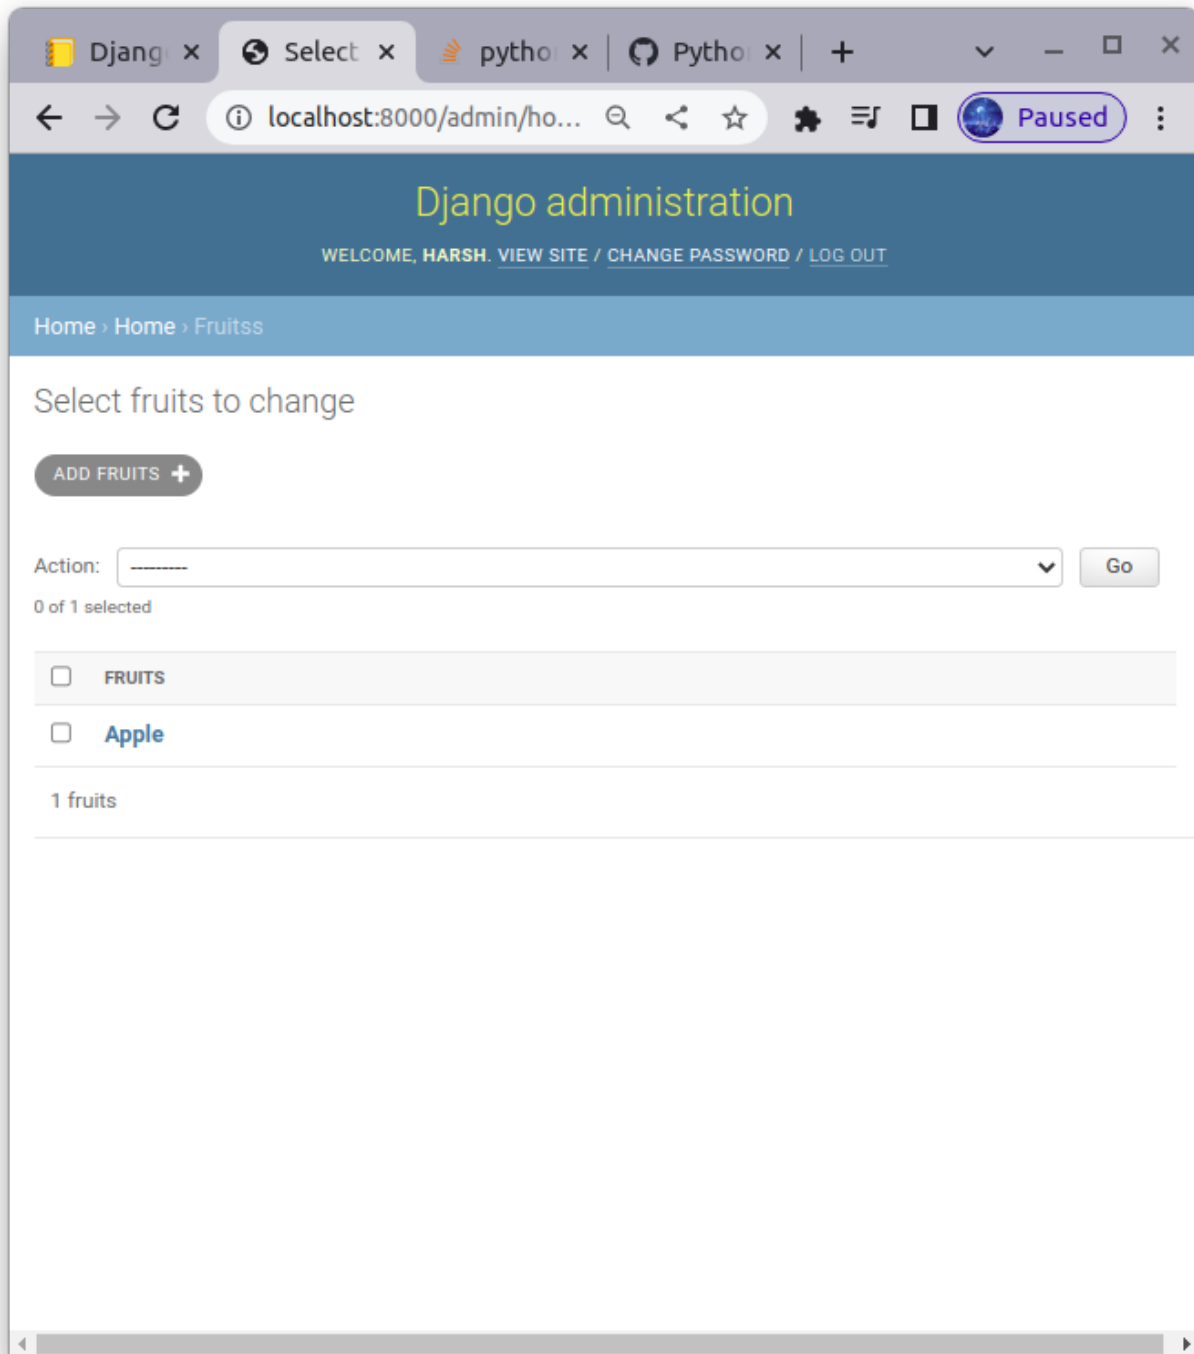 Djang Select pytho Pytho
localhost:8000/admin/ho... Paused
Django administration
WELCOME, HARSH. VIEW SITE / CHANGE PASSWORD / LOG OUT
Home › Home › Fruitss
Select fruits to change
ADD FRUITS +
Action: --------- Go
0 of 1 selected
FRUITS
Apple
1 fruits